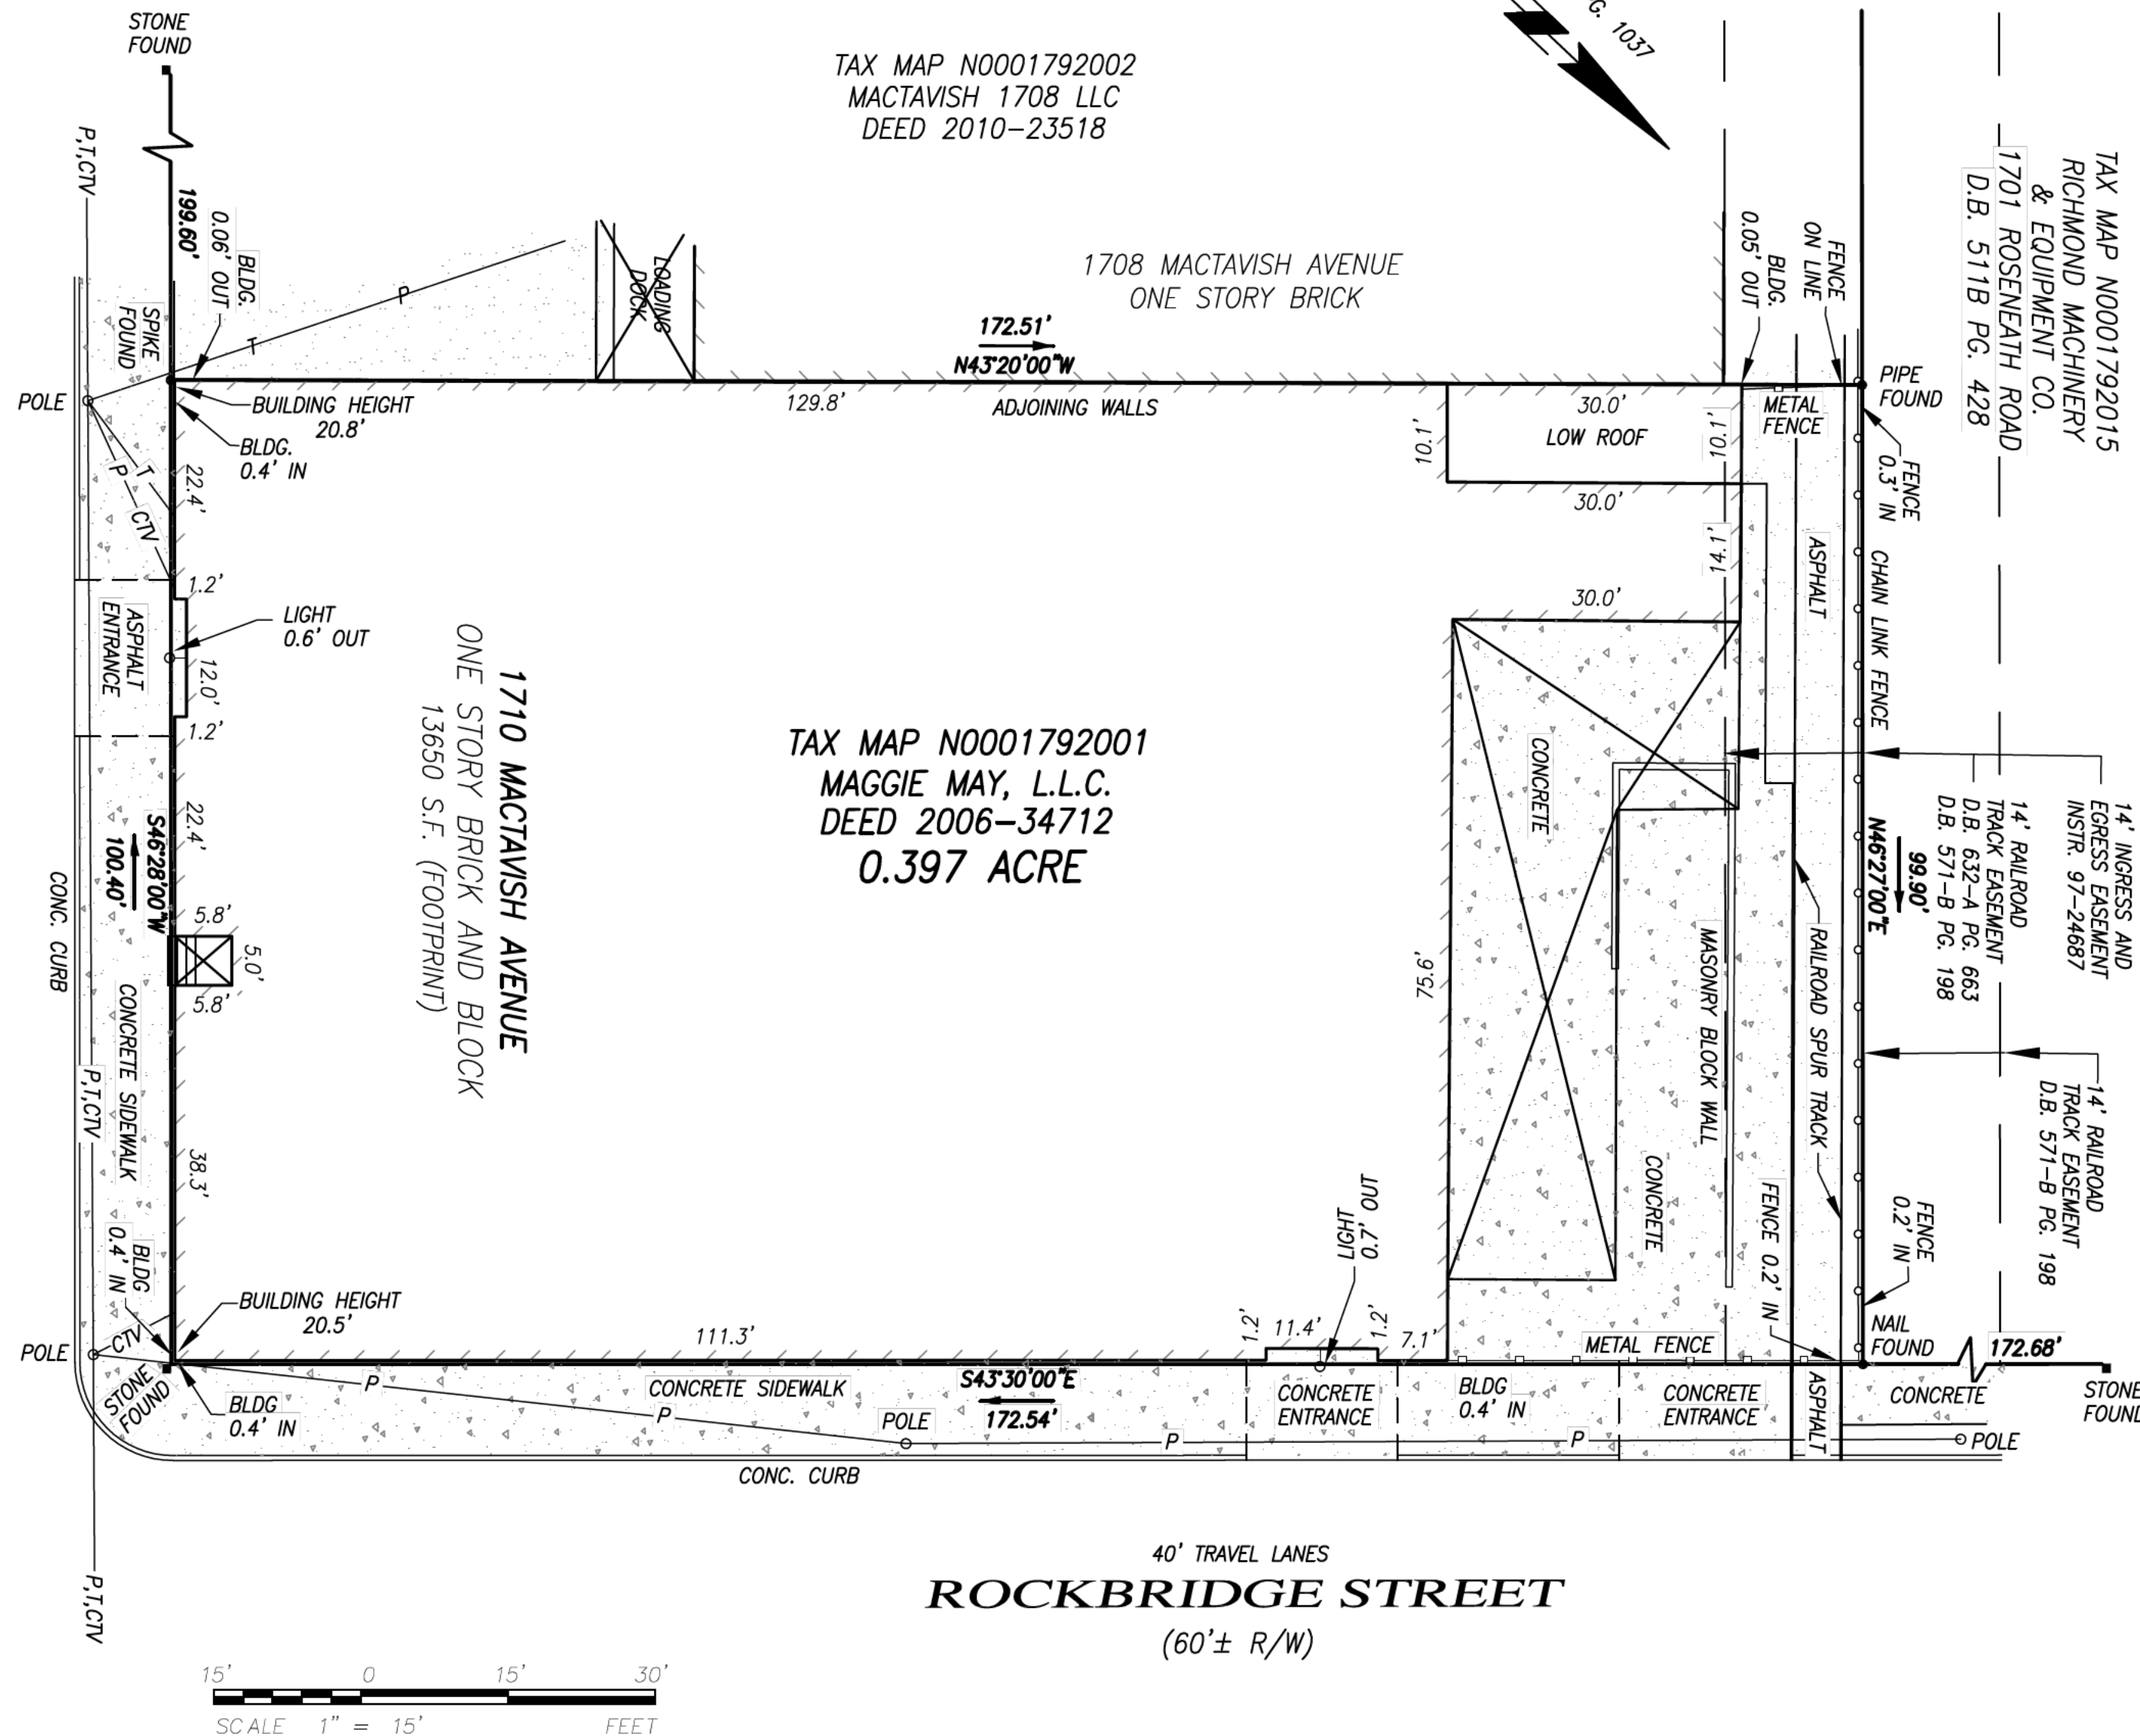 STONE
FOUND
TAX MAP N0001792002
MACTAVISH 1708 LLC
DEED 2010-23518
G. 1037
P,T,CTV
199.60'
BLDG.
0.06' OUT
SPIKE
FOUND
P
T
LOADING
DOCK
1708 MACTAVISH AVENUE
ONE STORY BRICK
172.51'
N43°20'00"W
BLDG.
0.05' OUT
FENCE
ON LINE
TAX MAP N0001792015
RICHMOND MACHINERY
& EQUIPMENT CO.
1701 ROSENEATH ROAD
D.B. 511B PG. 428
POLE
BUILDING HEIGHT
20.8'
BLDG.
0.4' IN
129.8'
ADJOINING WALLS
30.0'
LOW ROOF
10.1'
10.1'
30.0'
METAL
FENCE
PIPE
FOUND
FENCE
0.3' IN
T
P
CTV
22.4'
1.2'
ASPHALT
ENTRANCE
LIGHT
0.6' OUT
12.0'
1.2'
14.1'
30.0'
ASPHALT
CHAIN LINK FENCE
1710 MACTAVISH AVENUE
ONE STORY BRICK AND BLOCK
13650 S.F. (FOOTPRINT)
TAX MAP N0001792001
MAGGIE MAY, L.L.C.
DEED 2006-34712
0.397 ACRE
CONCRETE
14' INGRESS AND
EGRESS EASEMENT
INSTR. 97-24687
14' RAILROAD
TRACK EASEMENT
D.B. 632-A PG. 663
D.B. 571-B PG. 198
99.90'
N46°27'00"E
22.4'
S46°28'00"W
100.40'
5.8'
5.0'
5.8'
CONC. CURB
CONCRETE SIDEWALK
P,T,CTV
38.3'
75.6'
MASONRY BLOCK WALL
RAILROAD SPUR TRACK
CONCRETE
14' RAILROAD
TRACK EASEMENT
D.B. 571-B PG. 198
FENCE 0.2' IN
FENCE
0.2' IN
BLDG
0.4' IN
BUILDING HEIGHT
20.5'
LIGHT
0.7' OUT
POLE
CTV
111.3'
1.2'
11.4'
1.2'
7.1'
METAL FENCE
NAIL
FOUND
172.68'
STONE
FOUND
BLDG
0.4' IN
P
CONCRETE SIDEWALK
P
S43°30'00"E
172.54'
POLE
CONCRETE
ENTRANCE
BLDG
0.4' IN
CONCRETE
ENTRANCE
ASPHALT
CONCRETE
STONE
FOUND
P
P
POLE
CONC. CURB
P,T,CTV
40' TRAVEL LANES
ROCKBRIDGE STREET
(60'± R/W)
15' 0 15' 30'
SCALE 1" = 15' FEET